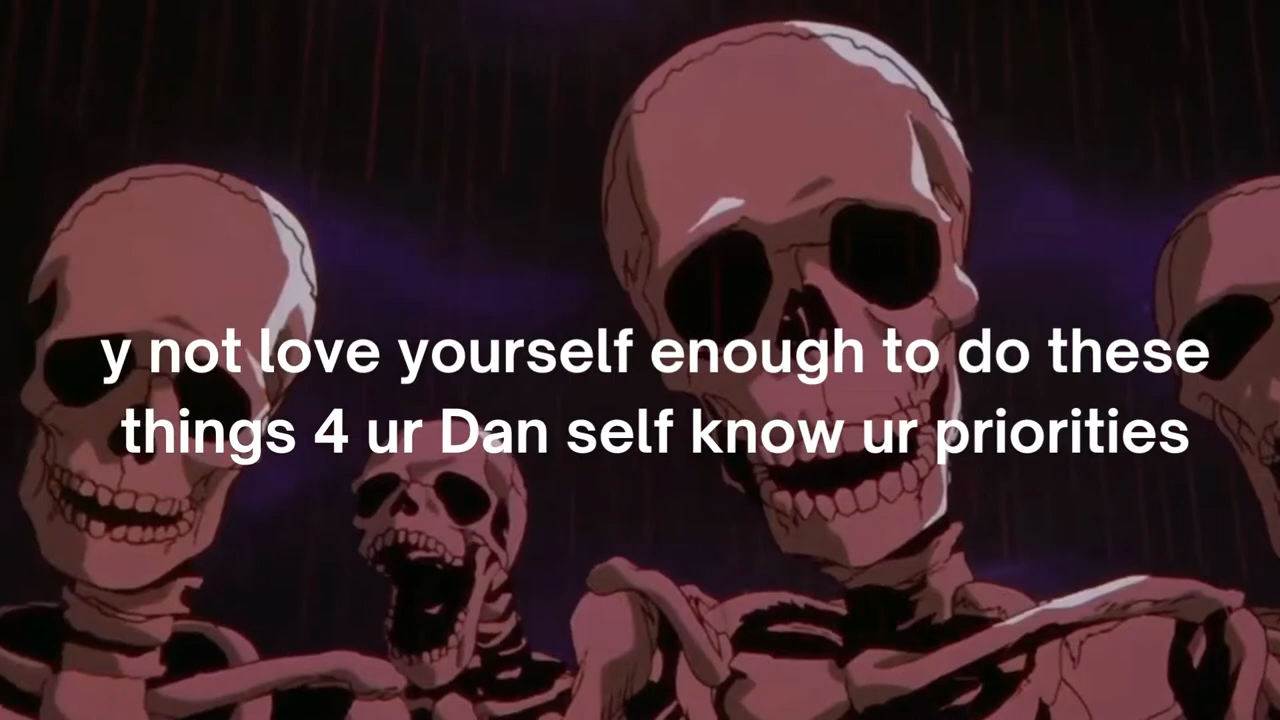 y not love yourself enough to do these
things 4 ur Dan self know ur priorities